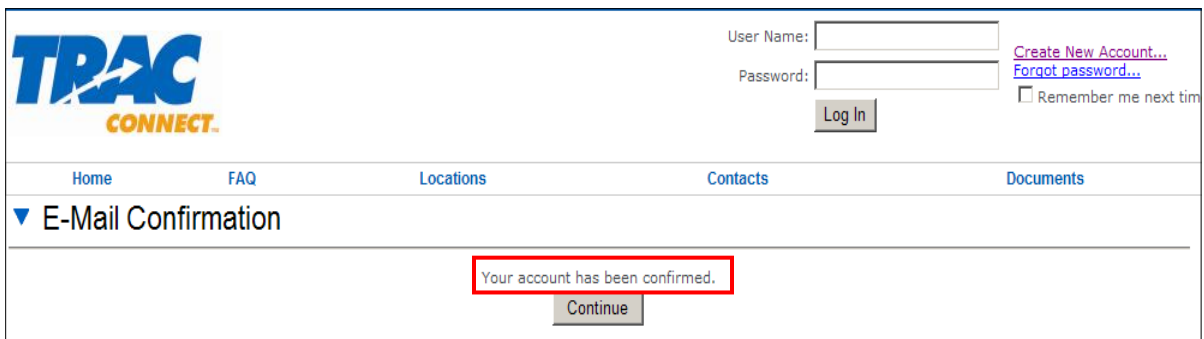 TRAC
CONNECT™
User Name:
Password:
Create New Account...
Forgot password...
Remember me next tim
Log In
Home FAQ Locations Contacts Documents
E-Mail Confirmation
Your account has been confirmed.
Continue